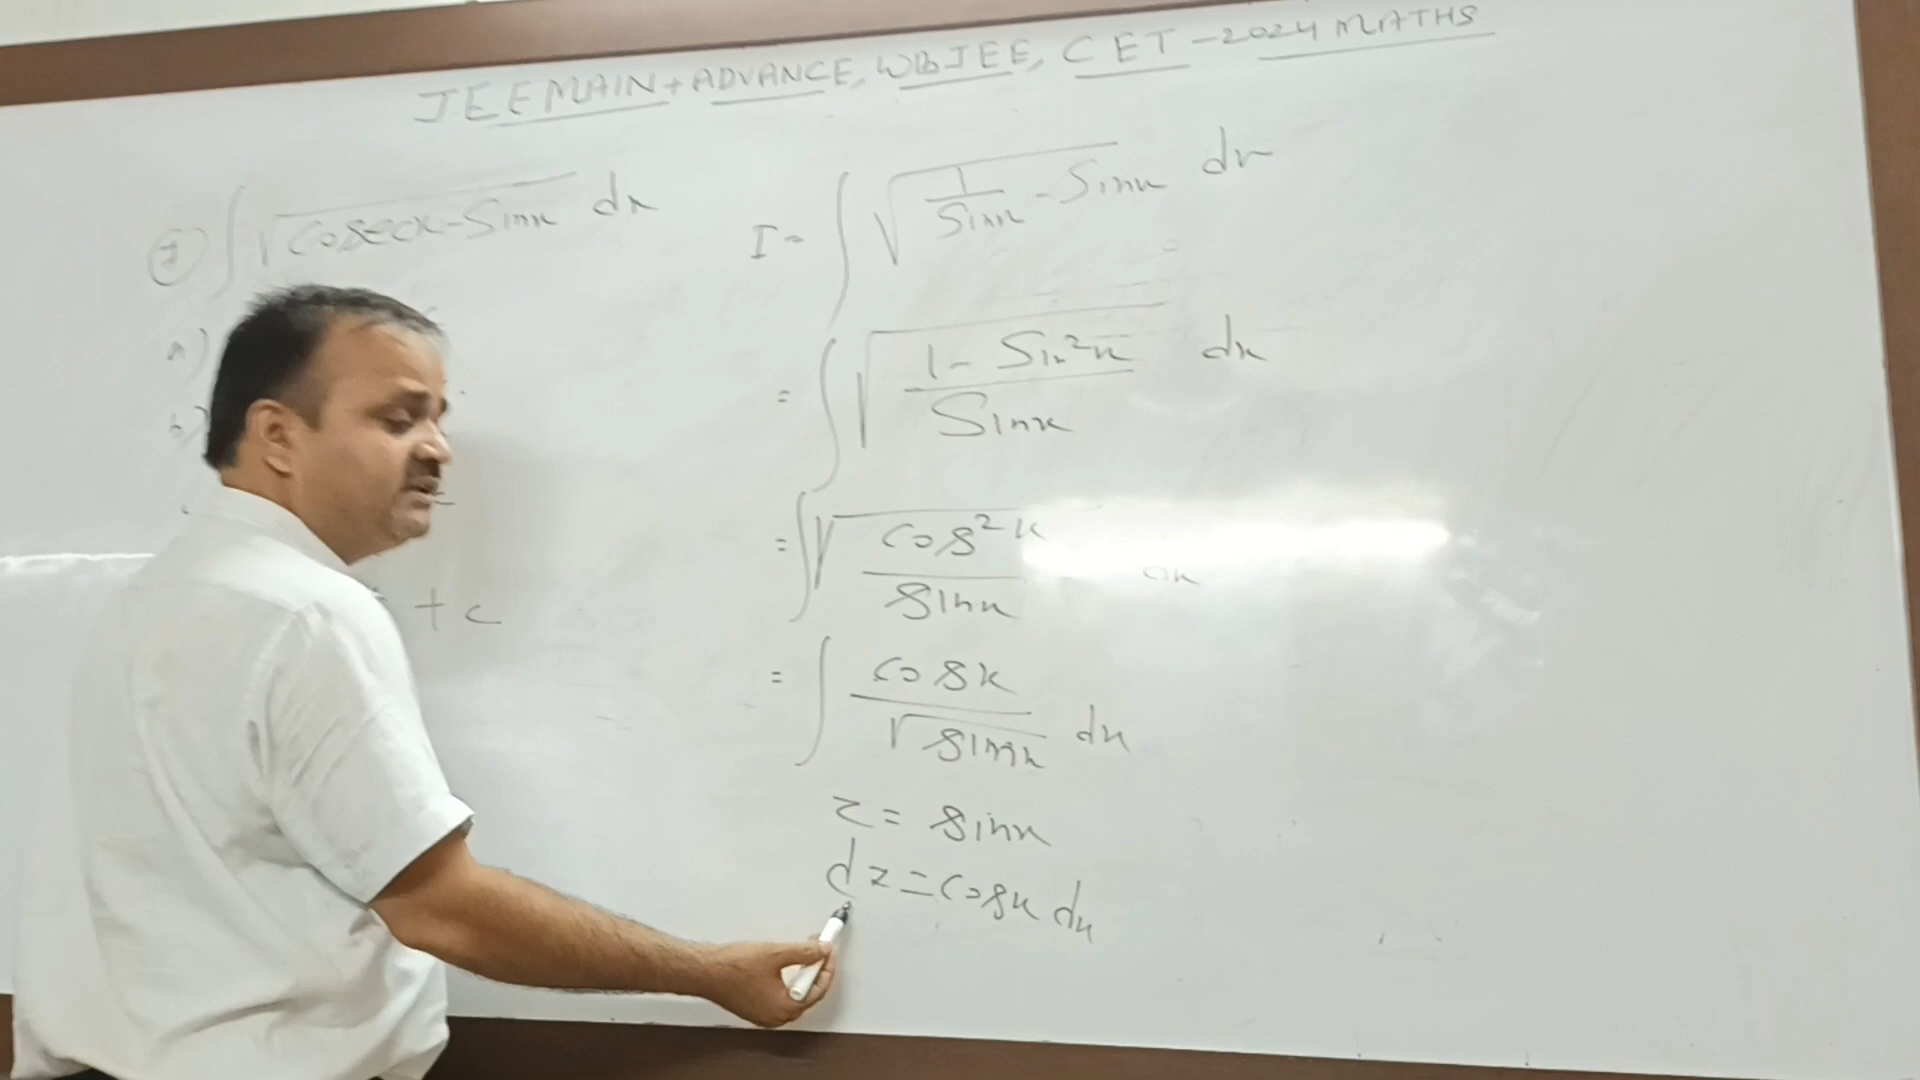 JEE MAIN + ADVANCE, WBJEE, CET - 2024 MATHS
7) ∫ √(cosecx - sinx) dx
a)
b)
+ c
I = ∫ √(1/sinx - sinx) dx
= ∫ √((1 - sin²x)/sinx) dx
= ∫ √(cos²x/sinx) dx
= ∫ cosx/√sinx dx
z = sinx
dz = cosx dx